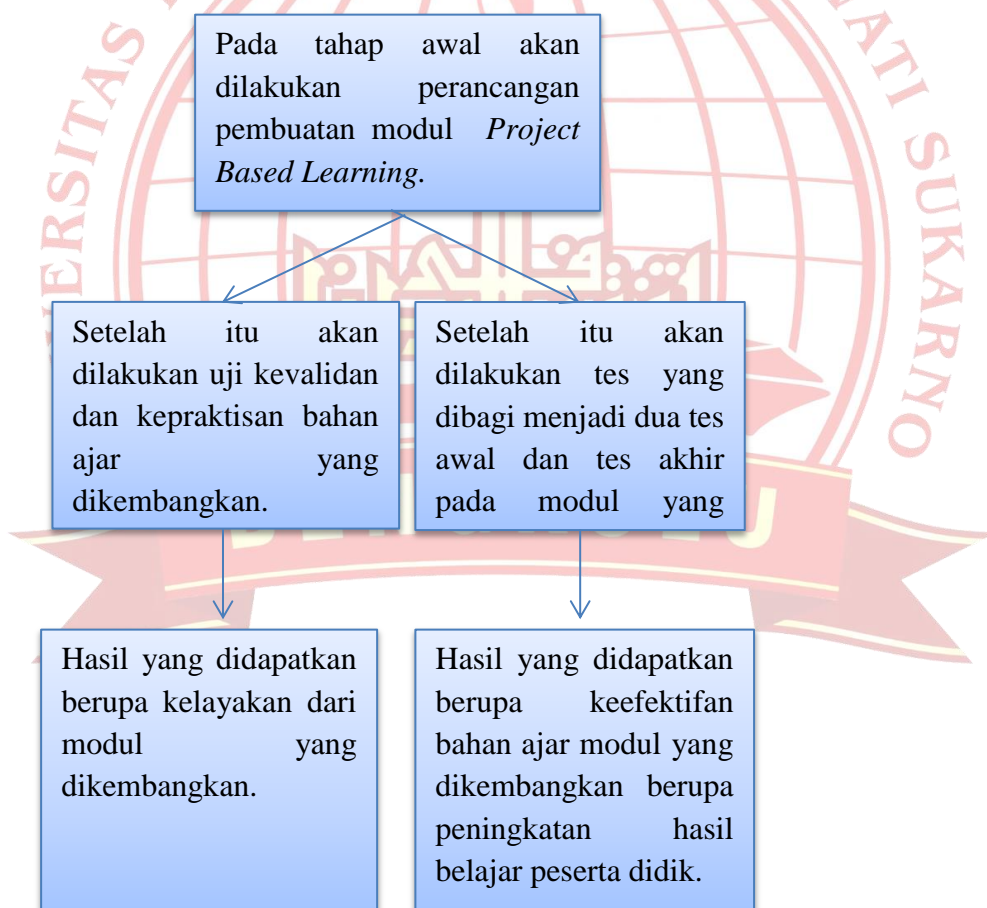 Pada tahap awal akan
dilakukan perancangan
pembuatan modul Project
Based Learning.
Setelah itu akan
dilakukan uji kevalidan
dan kepraktisan bahan
ajar yang
dikembangkan.
Setelah itu akan
dilakukan tes yang
dibagi menjadi dua tes
awal dan tes akhir
pada modul yang
Hasil yang didapatkan
berupa kelayakan dari
modul yang
dikembangkan.
Hasil yang didapatkan
berupa keefektifan
bahan ajar modul yang
dikembangkan berupa
peningkatan hasil
belajar peserta didik.
SUKARNO